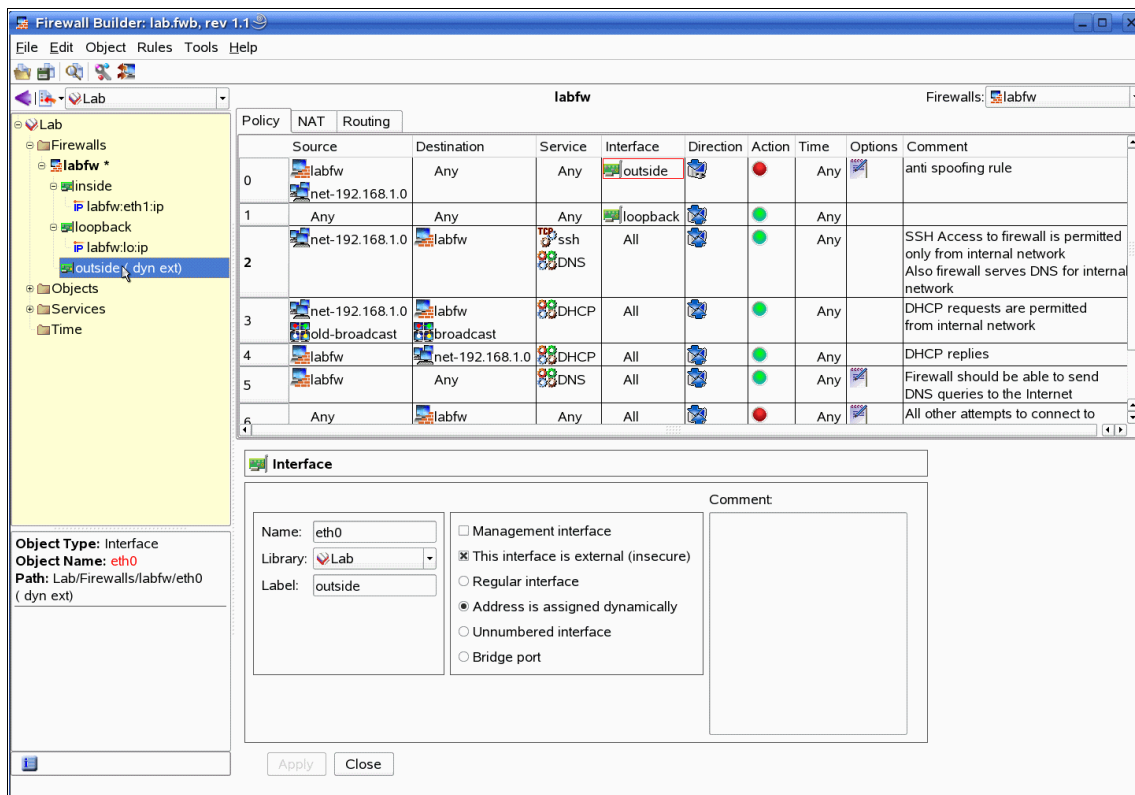 Firewall Builder: lab.fwb, rev 1.1
File Edit Object Rules Tools Help
Lab
labfw
Firewalls: labfw
Lab
Firewalls
labfw *
inside
IP labfw:eth1:ip
loopback
IP labfw:lo:ip
outside ( dyn ext)
Objects
Services
Time
Object Type: Interface
Object Name: eth0
Path: Lab/Firewalls/labfw/eth0
( dyn ext)
i
Policy NAT Routing
Source Destination Service Interface Direction Action Time Options Comment
0 labfw Any Any outside Any anti spoofing rule
net-192.168.1.0
1 Any Any Any loopback Any
2 net-192.168.1.0 labfw TCP ssh All Any SSH Access to firewall is permitted
DNS only from internal network
Also firewall serves DNS for internal
network
3 net-192.168.1.0 labfw DHCP All Any DHCP requests are permitted
old-broadcast broadcast from internal network
4 labfw net-192.168.1.0 DHCP All Any DHCP replies
5 labfw Any DNS All Any Firewall should be able to send
DNS queries to the Internet
6 Any labfw Any All Any All other attempts to connect to
Interface
Name: eth0
Library: Lab
Label: outside
Management interface
This interface is external (insecure)
Regular interface
Address is assigned dynamically
Unnumbered interface
Bridge port
Comment:
Apply Close